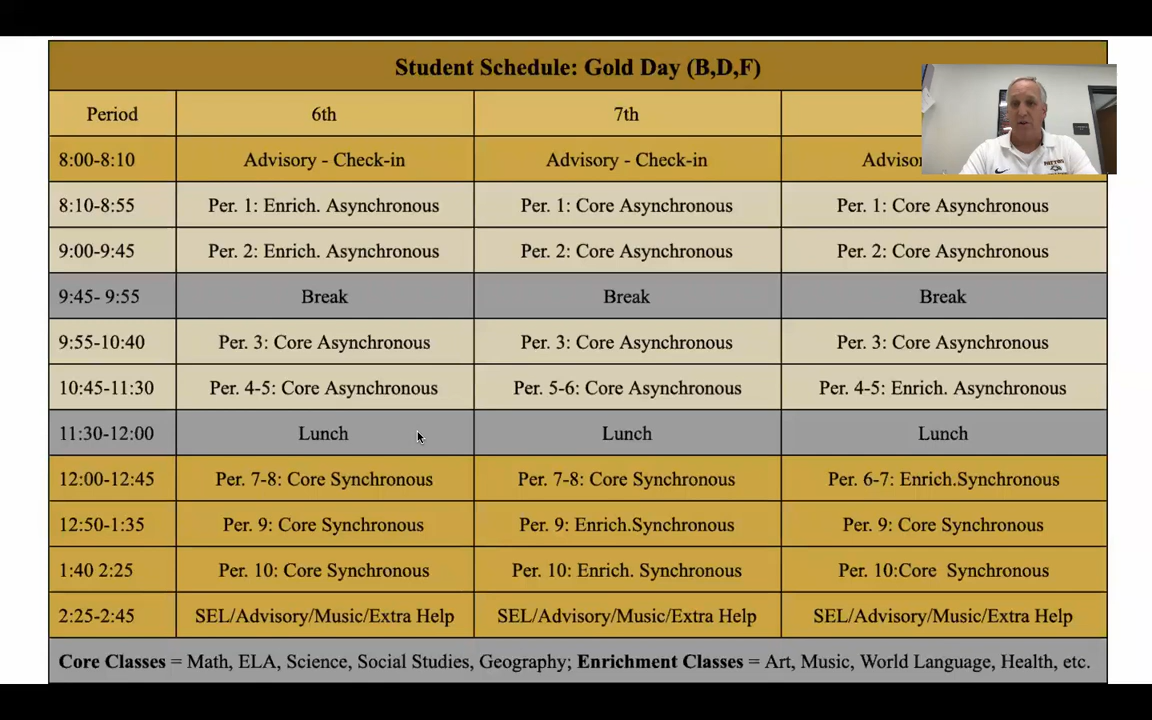 Student Schedule: Gold Day (B,D,F)
Period 6th 7th
8:00-8:10 Advisory - Check-in Advisory - Check-in
8:10-8:55 Per. 1: Enrich. Asynchronous Per. 1: Core Asynchronous Per. 1: Core Asynchronous
9:00-9:45 Per. 2: Enrich. Asynchronous Per. 2: Core Asynchronous Per. 2: Core Asynchronous
9:45- 9:55 Break Break Break
9:55-10:40 Per. 3: Core Asynchronous Per. 3: Core Asynchronous Per. 3: Core Asynchronous
10:45-11:30 Per. 4-5: Core Asynchronous Per. 5-6: Core Asynchronous Per. 4-5: Enrich. Asynchronous
11:30-12:00 Lunch Lunch Lunch
12:00-12:45 Per. 7-8: Core Synchronous Per. 7-8: Core Synchronous Per. 6-7: Enrich.Synchronous
12:50-1:35 Per. 9: Core Synchronous Per. 9: Enrich.Synchronous Per. 9: Core Synchronous
1:40 2:25 Per. 10: Core Synchronous Per. 10: Enrich. Synchronous Per. 10:Core Synchronous
2:25-2:45 SEL/Advisory/Music/Extra Help SEL/Advisory/Music/Extra Help SEL/Advisory/Music/Extra Help
Core Classes = Math, ELA, Science, Social Studies, Geography; Enrichment Classes = Art, Music, World Language, Health, etc.